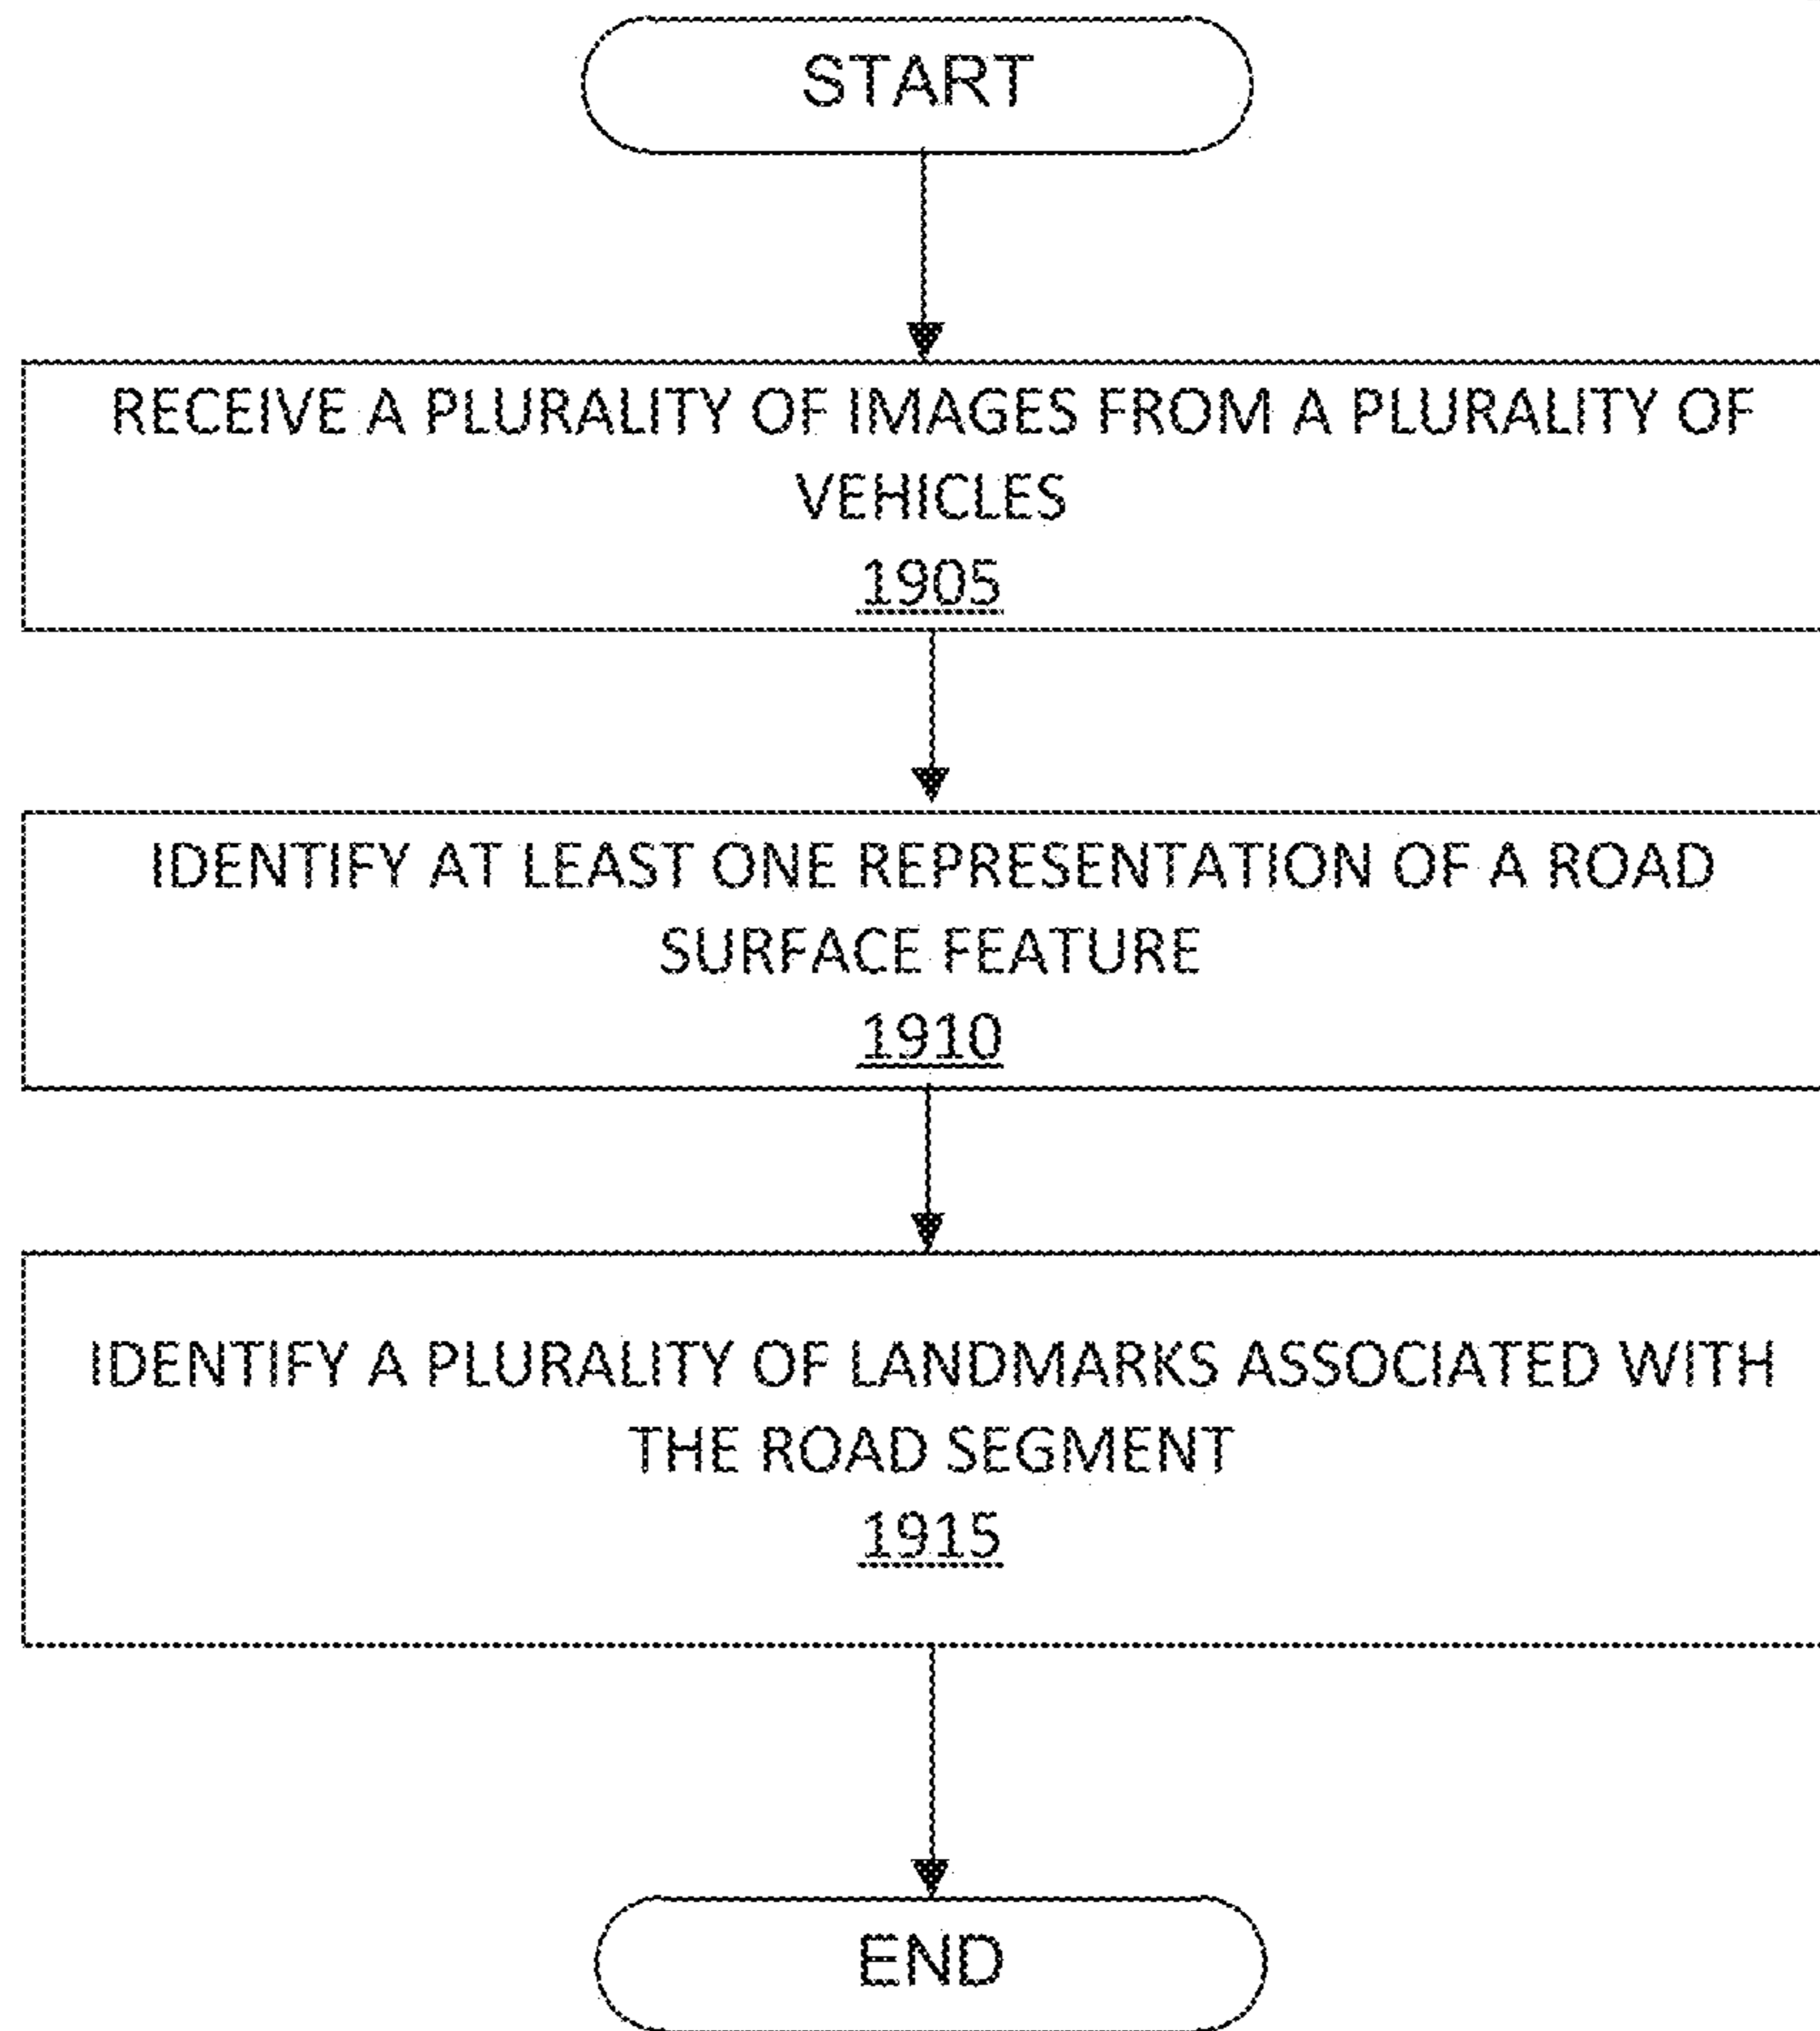 START
RECEIVE A PLURALITY OF IMAGES FROM A PLURALITY OF
VEHICLES
1905
IDENTIFY AT LEAST ONE REPRESENTATION OF A ROAD
SURFACE FEATURE
1910
IDENTIFY A PLURALITY OF LANDMARKS ASSOCIATED WITH
THE ROAD SEGMENT
1915
END